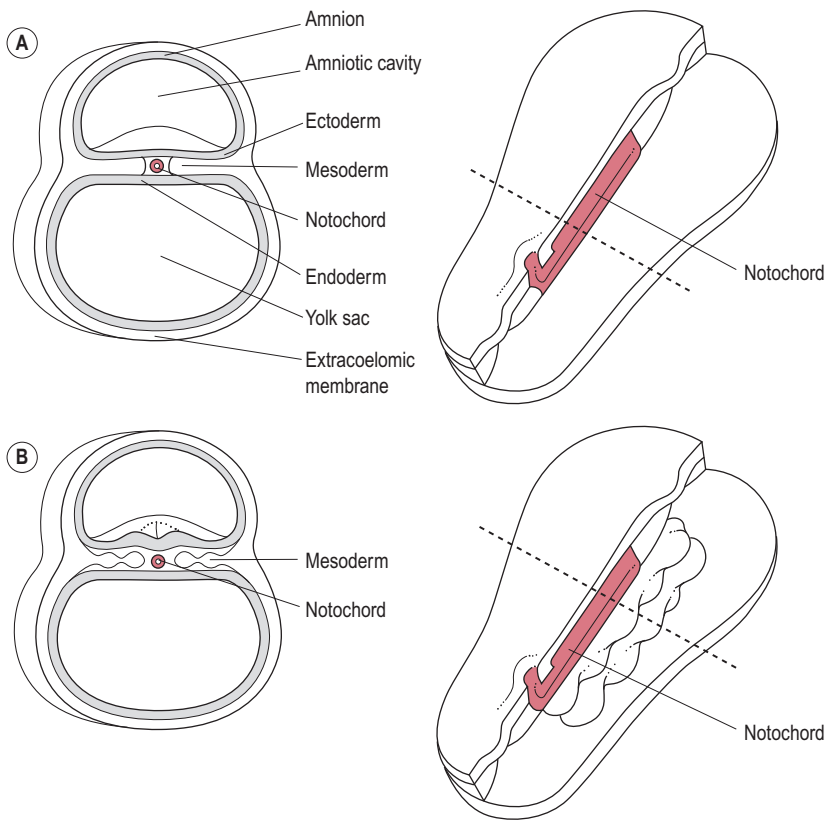 A
Amnion
Amniotic cavity
Ectoderm
Mesoderm
Notochord
Endoderm
Yolk sac
Extracoelomic
membrane
Notochord
B
Mesoderm
Notochord
Notochord